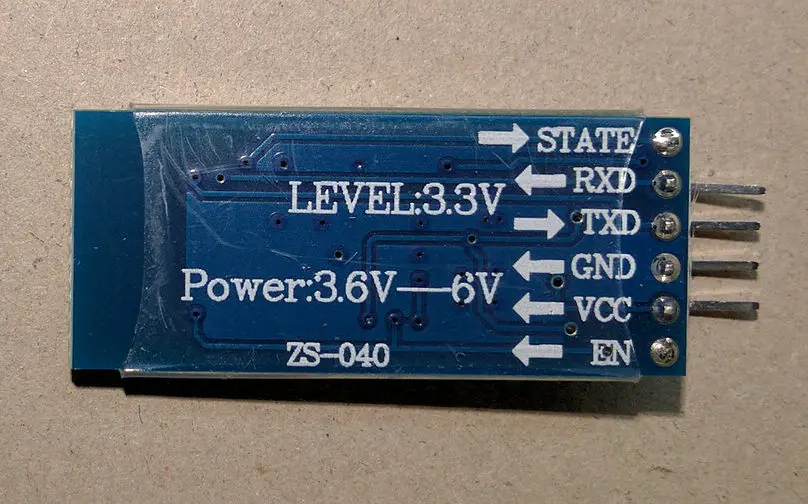 STATE
RXD
LEVEL:3.3V
TXD
GND
Power:3.6V—6V
VCC
ZS-040
EN